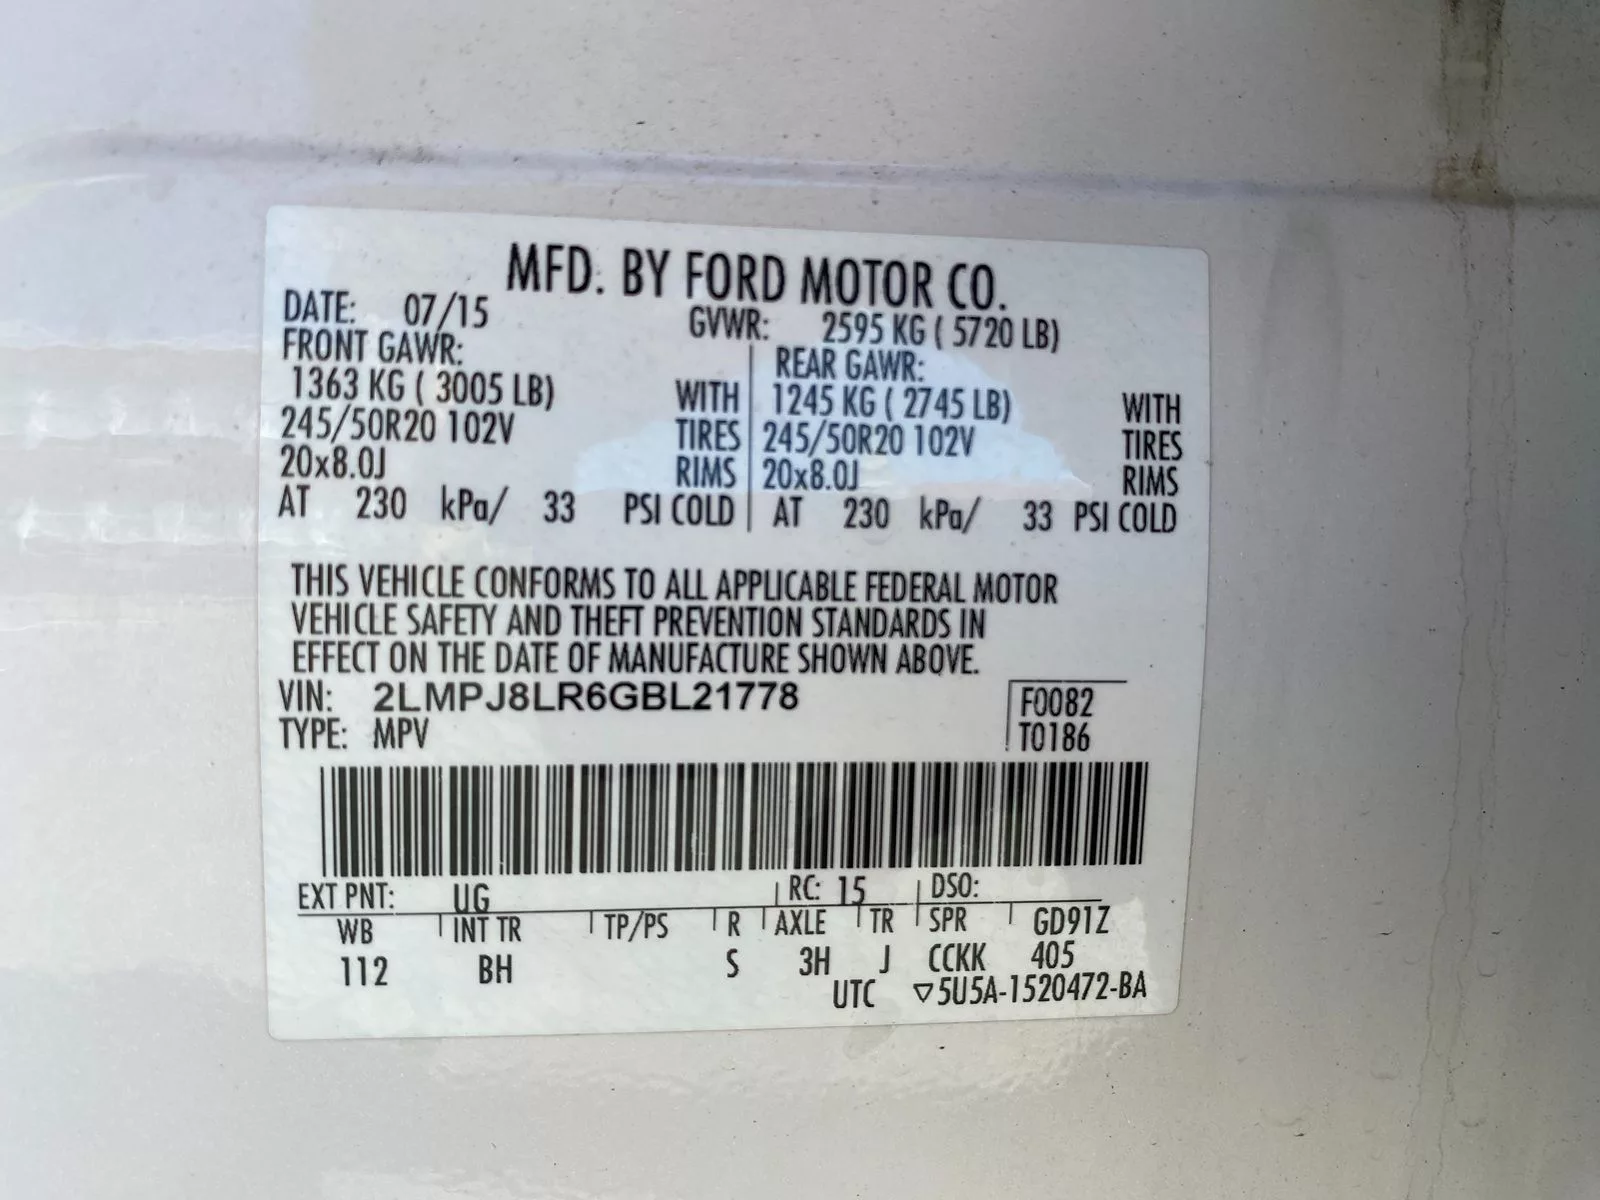 MFD. BY FORD MOTOR CO.
DATE: 07/15 GVWR: 2595 KG ( 5720 LB)
FRONT GAWR: REAR GAWR:
1363 KG ( 3005 LB) WITH 1245 KG ( 2745 LB) WITH
245/50R20 102V TIRES 245/50R20 102V TIRES
20x8.0J RIMS 20x8.0J RIMS
AT 230 kPa/ 33 PSI COLD AT 230 kPa/ 33 PSI COLD
THIS VEHICLE CONFORMS TO ALL APPLICABLE FEDERAL MOTOR
VEHICLE SAFETY AND THEFT PREVENTION STANDARDS IN
EFFECT ON THE DATE OF MANUFACTURE SHOWN ABOVE.
VIN: 2LMPJ8LR6GBL21778 F0082
TYPE: MPV T0186
EXT PNT: UG RC: 15 DSO:
WB INT TR TP/PS R AXLE TR SPR GD91Z
112 BH S 3H J CCKK 405
UTC ▽5U5A-1520472-BA